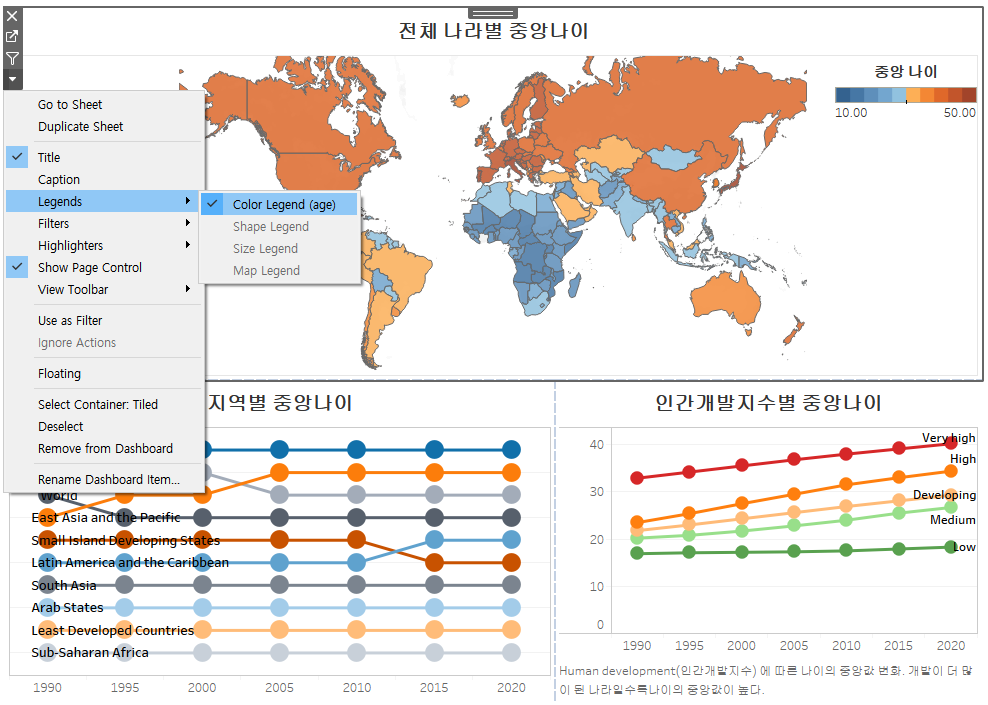 전체 나라별 중앙나이
중앙 나이
10.00 50.00
Go to Sheet
Duplicate Sheet
Title
Caption
Legends
Filters
Highlighters
Show Page Control
View Toolbar
Use as Filter
Ignore Actions
Floating
Select Container: Tiled
Deselect
Remove from Dashboard
Rename Dashboard Item...
Color Legend (age)
Shape Legend
Size Legend
Map Legend
지역별 중앙나이
World
East Asia and the Pacific
Small Island Developing States
Latin America and the Caribbean
South Asia
Arab States
Least Developed Countries
Sub-Saharan Africa
1990 1995 2000 2005 2010 2015 2020
인간개발지수별 중앙나이
40
30
20
10
0
Very high
High
Developing
Medium
Low
1990 1995 2000 2005 2010 2015 2020
Human development(인간개발지수) 에 따른 나이의 중앙값 변화. 개발이 더 많
이 된 나라일수록나이의 중앙값이 높다.